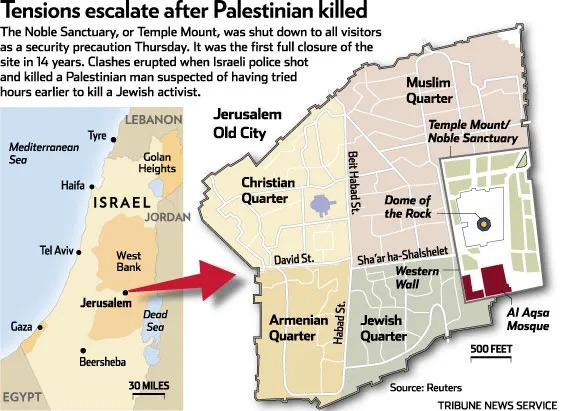 Tensions escalate after Palestinian killed
The Noble Sanctuary, or Temple Mount, was shut down to all visitors
as a security precaution Thursday. It was the first full closure of the
site in 14 years. Clashes erupted when Israeli police shot
and killed a Palestinian man suspected of having tried
hours earlier to kill a Jewish activist.
LEBANON
Tyre
Mediterranean
Sea
Golan
Heights
Haifa
ISRAEL
JORDAN
Tel Aviv
West
Bank
Jerusalem
Dead
Sea
Gaza
Beersheba
EGYPT
30 MILES
Jerusalem
Old City
Muslim
Quarter
Temple Mount/
Noble Sanctuary
Beit Habad St.
Christian
Quarter
Dome of
the Rock
David St.
Sha'ar ha-Shalshelet
Western
Wall
Armenian
Quarter
Habad St.
Jewish
Quarter
Al Aqsa
Mosque
500 FEET
Source: Reuters
TRIBUNE NEWS SERVICE